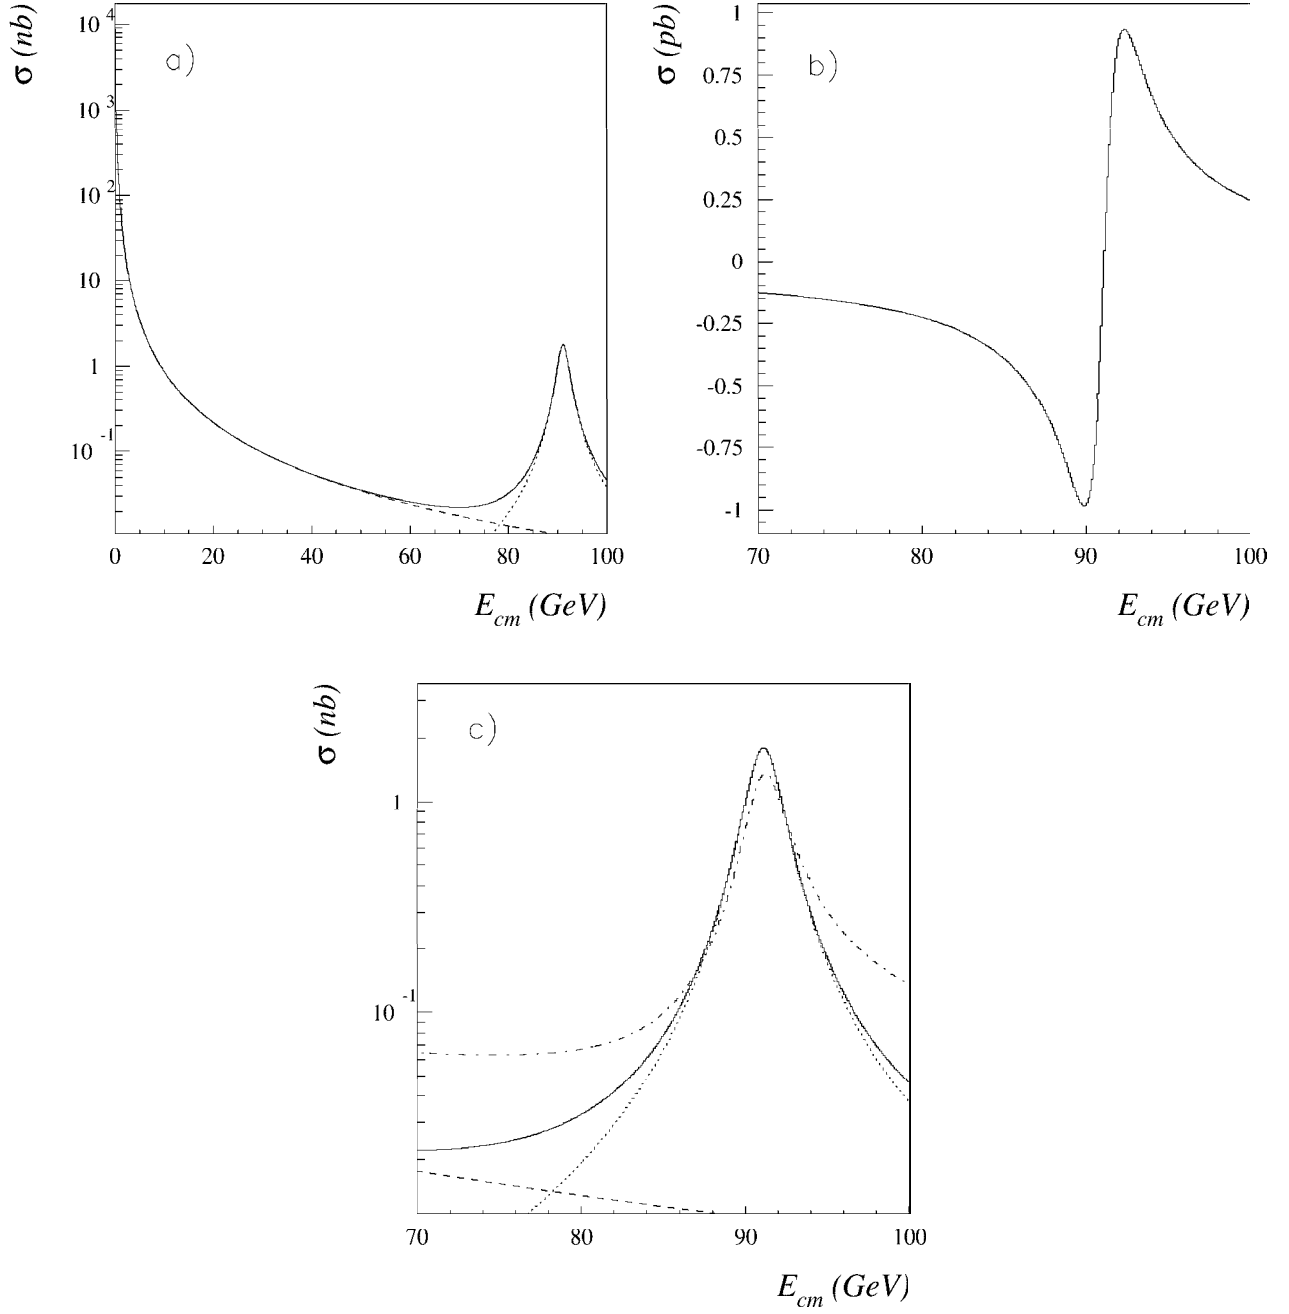 σ (nb)
a)
10^4
10^3
10^2
10
1
10^-1
0 20 40 60 80 100
E_cm (GeV)
σ (pb)
b)
1
0.75
0.5
0.25
0
-0.25
-0.5
-0.75
-1
70 80 90 100
E_cm (GeV)
σ (nb)
c)
1
10^-1
70 80 90 100
E_cm (GeV)